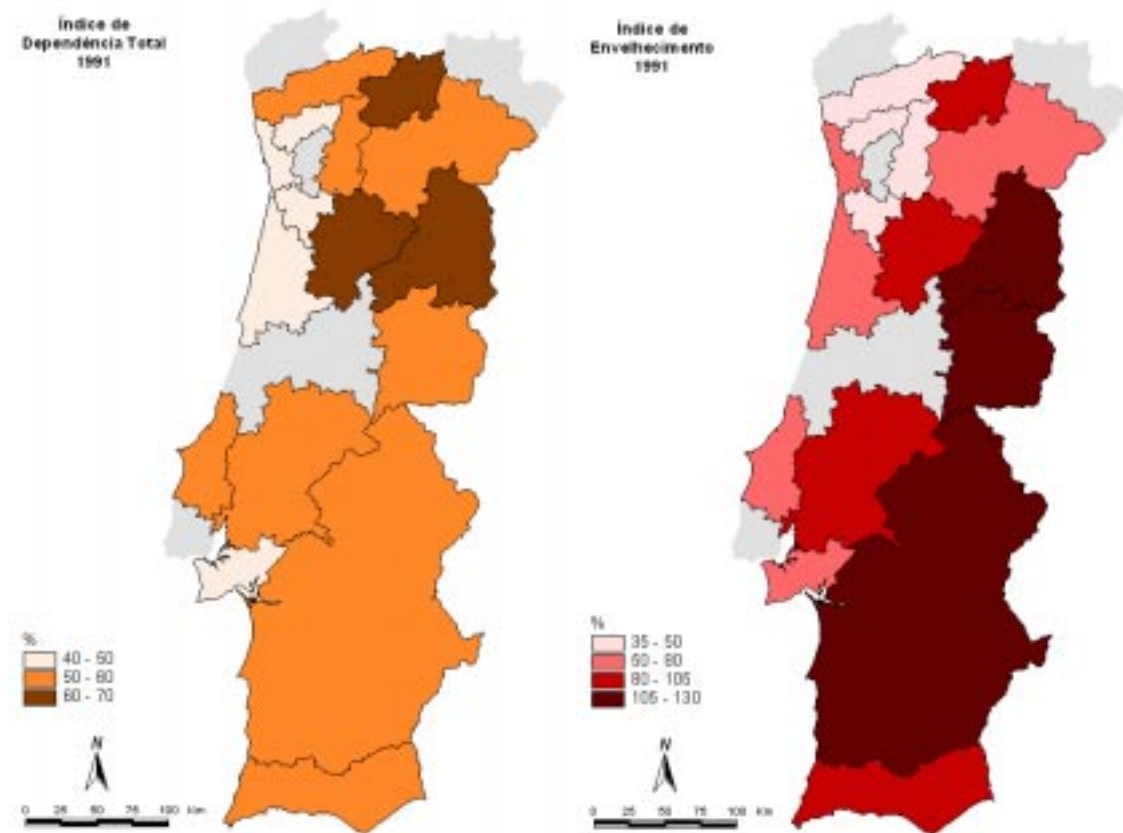 Índice de
Dependência Total
1991
%
40 - 50
50 - 60
60 - 70
N
0 25 50 75 100 Km
Índice de
Envelhecimento
1991
%
35 - 50
50 - 80
80 - 105
105 - 130
N
0 25 50 75 100 Km